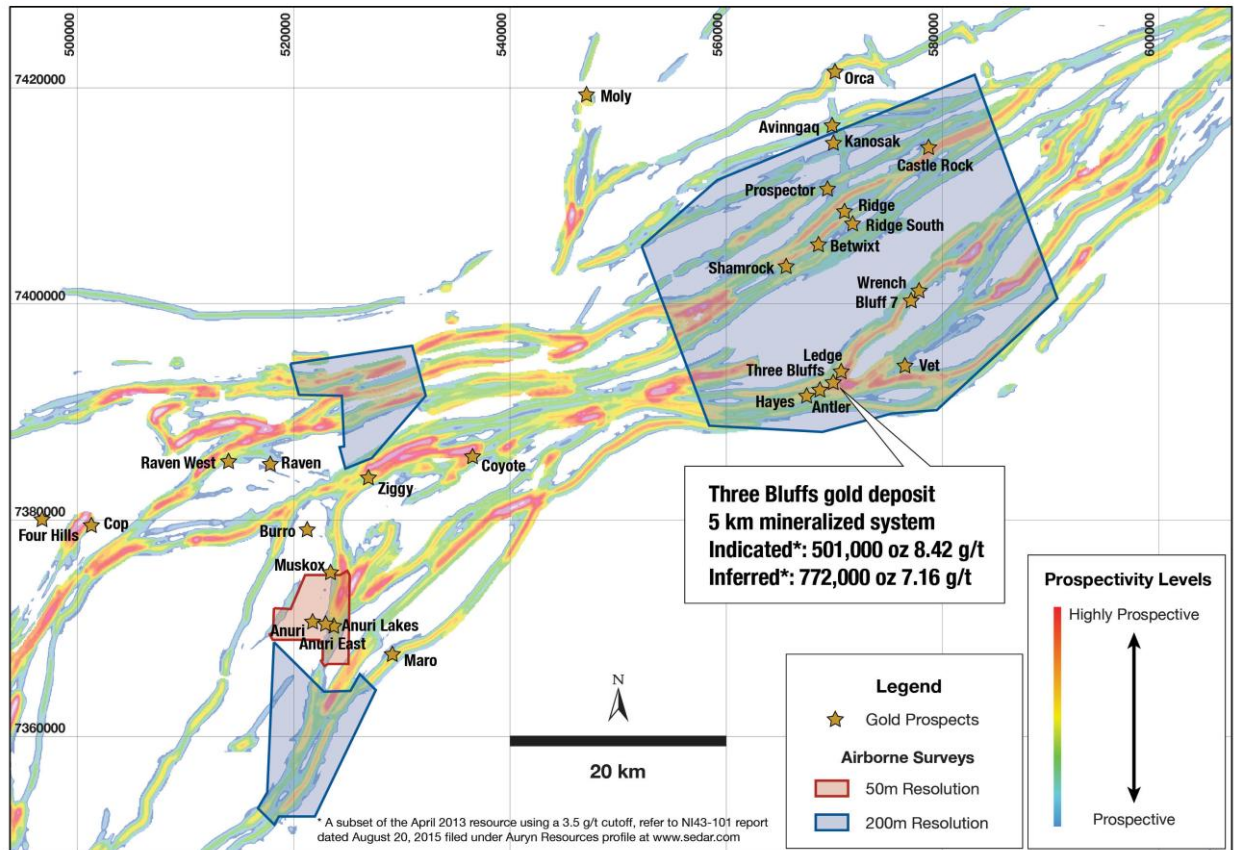 500000
520000
540000
560000
580000
600000
7420000
7400000
7380000
7360000
Orca
Moly
Avinngaq
Kanosak
Castle Rock
Prospector
Ridge
Ridge South
Betwixt
Shamrock
Wrench
Bluff 7
Ledge
Three Bluffs
Vet
Hayes
Antler
Raven West
Raven
Coyote
Ziggy
Four Hills
Cop
Burro
Muskox
Anuri
Anuri Lakes
Anuri East
Maro
Three Bluffs gold deposit
5 km mineralized system
Indicated*: 501,000 oz 8.42 g/t
Inferred*: 772,000 oz 7.16 g/t
N
20 km
Legend
Gold Prospects
Airborne Surveys
50m Resolution
200m Resolution
Prospectivity Levels
Highly Prospective
Prospective
* A subset of the April 2013 resource using a 3.5 g/t cutoff, refer to NI43-101 report
dated August 20, 2015 filed under Auryn Resources profile at www.sedar.com